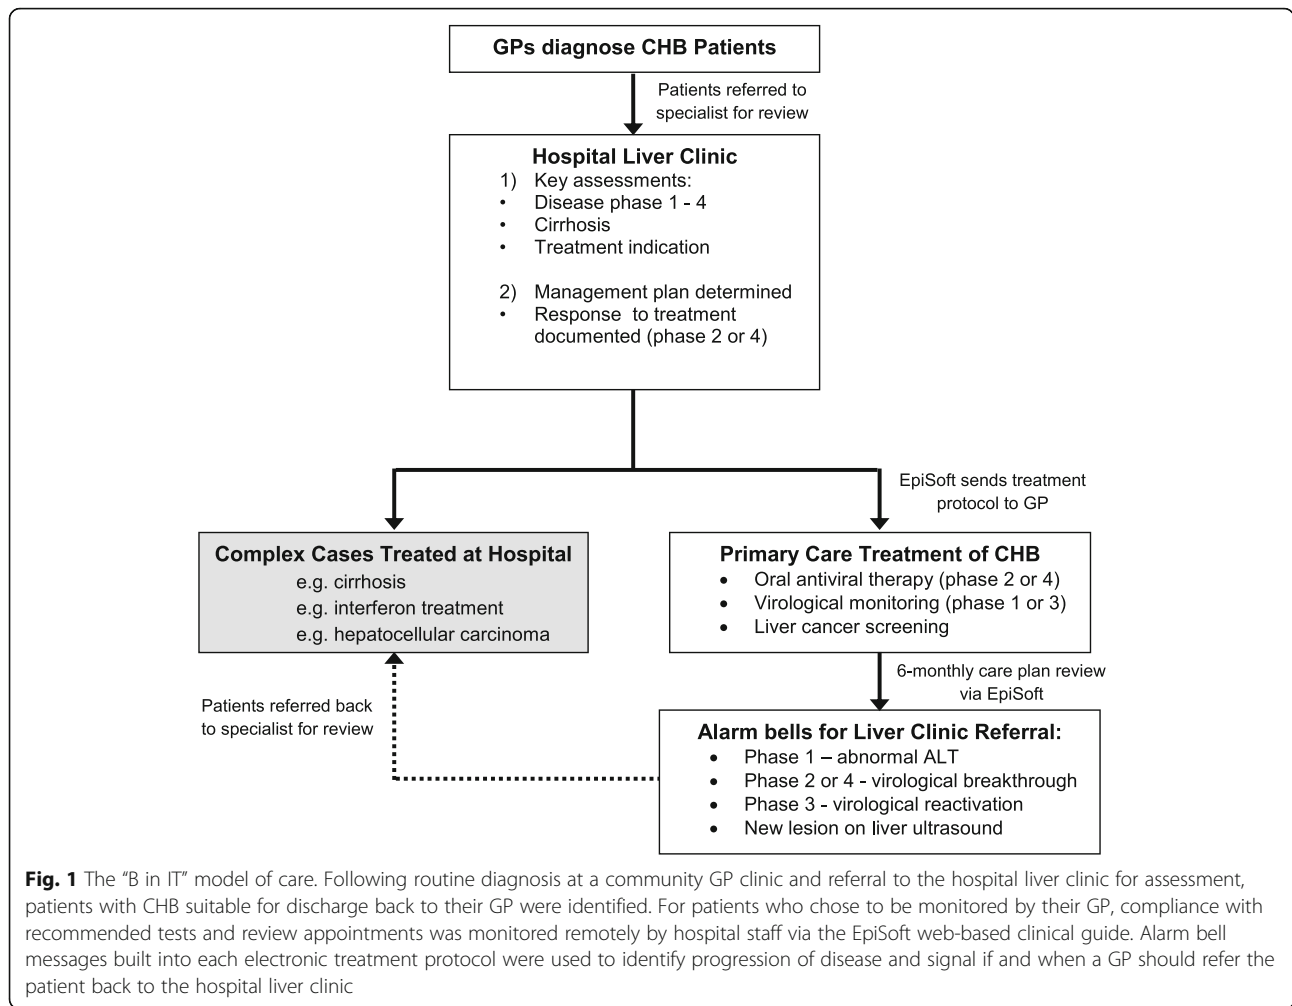 GPs diagnose CHB Patients
Patients referred to
specialist for review
Hospital Liver Clinic
1) Key assessments:
• Disease phase 1 - 4
• Cirrhosis
• Treatment indication
2) Management plan determined
• Response to treatment
documented (phase 2 or 4)
EpiSoft sends treatment
protocol to GP
Complex Cases Treated at Hospital
e.g. cirrhosis
e.g. interferon treatment
e.g. hepatocellular carcinoma
Primary Care Treatment of CHB
• Oral antiviral therapy (phase 2 or 4)
• Virological monitoring (phase 1 or 3)
• Liver cancer screening
Patients referred back
to specialist for review
6-monthly care plan review
via EpiSoft
Alarm bells for Liver Clinic Referral:
• Phase 1 – abnormal ALT
• Phase 2 or 4 - virological breakthrough
• Phase 3 - virological reactivation
• New lesion on liver ultrasound
Fig. 1 The “B in IT” model of care. Following routine diagnosis at a community GP clinic and referral to the hospital liver clinic for assessment,
patients with CHB suitable for discharge back to their GP were identified. For patients who chose to be monitored by their GP, compliance with
recommended tests and review appointments was monitored remotely by hospital staff via the EpiSoft web-based clinical guide. Alarm bell
messages built into each electronic treatment protocol were used to identify progression of disease and signal if and when a GP should refer the
patient back to the hospital liver clinic